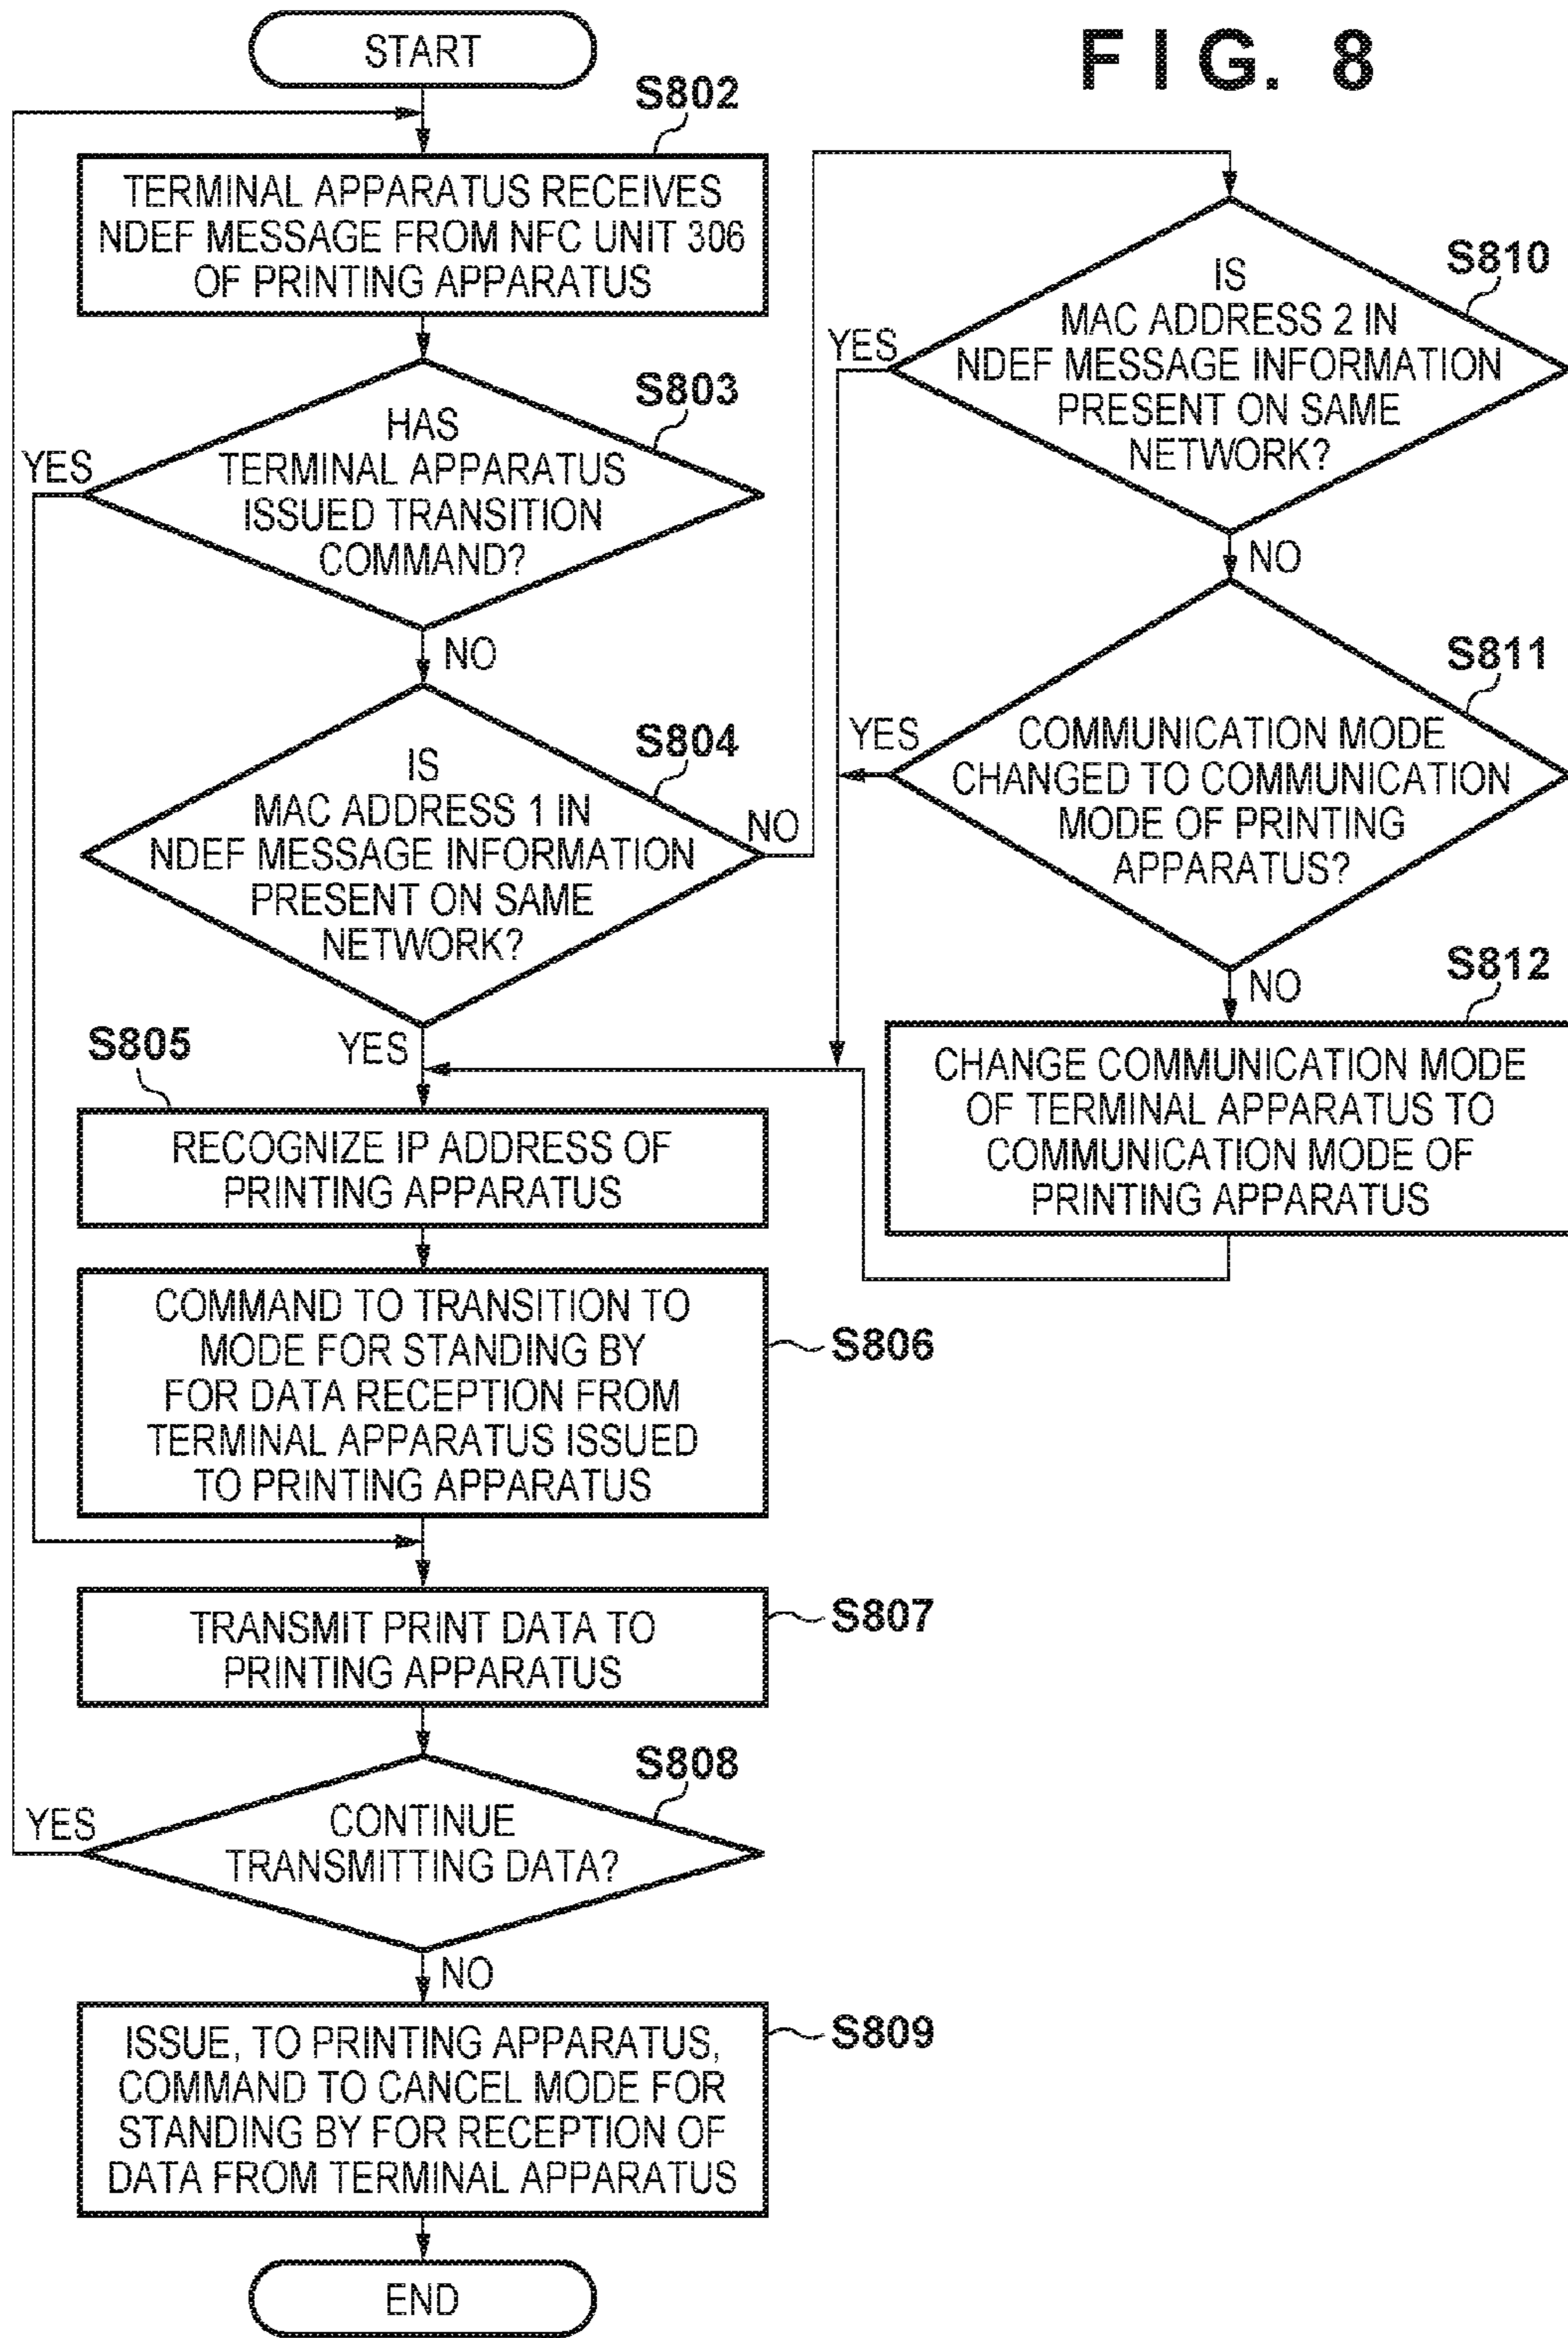 FIG. 8
START
S802
TERMINAL APPARATUS RECEIVES
NDEF MESSAGE FROM NFC UNIT 306
OF PRINTING APPARATUS
S803
HAS
TERMINAL APPARATUS
ISSUED TRANSITION
COMMAND?
YES
NO
S804
IS
MAC ADDRESS 1 IN
NDEF MESSAGE INFORMATION
PRESENT ON SAME
NETWORK?
NO
YES
S805
RECOGNIZE IP ADDRESS OF
PRINTING APPARATUS
COMMAND TO TRANSITION TO
MODE FOR STANDING BY
FOR DATA RECEPTION FROM
TERMINAL APPARATUS ISSUED
TO PRINTING APPARATUS
S806
TRANSMIT PRINT DATA TO
PRINTING APPARATUS
S807
S808
CONTINUE
TRANSMITTING DATA?
YES
NO
ISSUE, TO PRINTING APPARATUS,
COMMAND TO CANCEL MODE FOR
STANDING BY FOR RECEPTION OF
DATA FROM TERMINAL APPARATUS
S809
END
S810
IS
MAC ADDRESS 2 IN
NDEF MESSAGE INFORMATION
PRESENT ON SAME
NETWORK?
YES
NO
S811
COMMUNICATION MODE
CHANGED TO COMMUNICATION
MODE OF PRINTING
APPARATUS?
YES
NO
S812
CHANGE COMMUNICATION MODE
OF TERMINAL APPARATUS TO
COMMUNICATION MODE OF
PRINTING APPARATUS